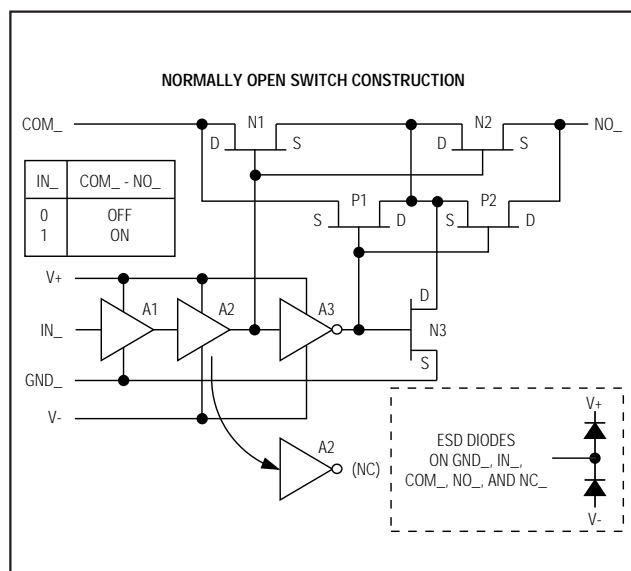 NORMALLY OPEN SWITCH CONSTRUCTION
COM_
N1
N2
NO_
D
S
D
S
IN_ COM_ - NO_
0 OFF
1 ON
P1
P2
S
D
S
D
V+
A1
A2
A3
D
IN_
N3
S
GND_
V-
A2
(NC)
V+
ESD DIODES
ON GND_, IN_,
COM_, NO_, AND NC_
V-